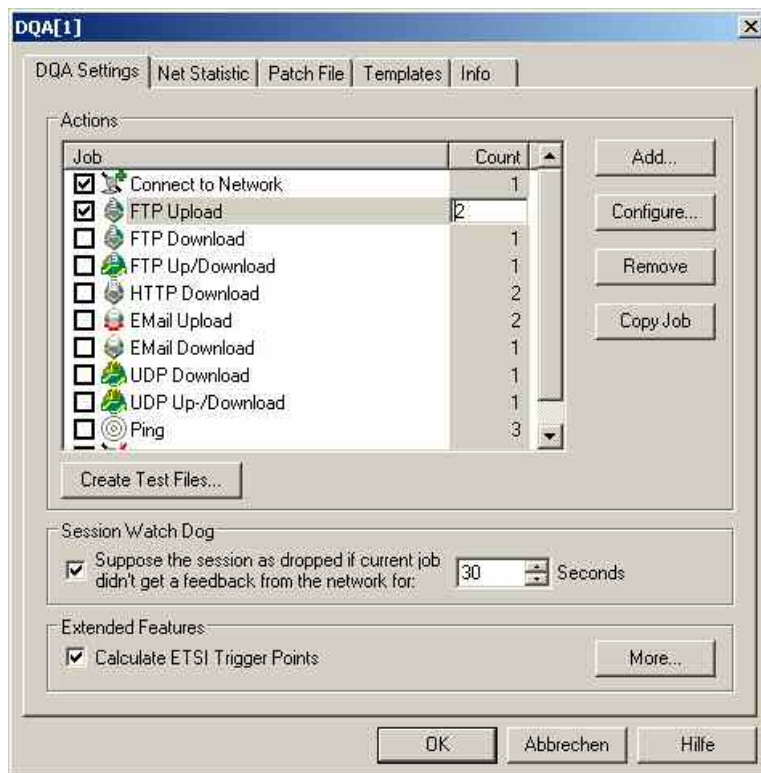 DQA[1]
DQA Settings Net Statistic Patch File Templates Info
Actions
Job Count
Connect to Network 1
FTP Upload 2
FTP Download 1
FTP Up/Download 1
HTTP Download 2
EMail Upload 2
EMail Download 1
UDP Download 1
UDP Up-/Download 1
Ping 3
Add...
Configure...
Remove
Copy Job
Create Test Files...
Session Watch Dog
Suppose the session as dropped if current job
didn't get a feedback from the network for: 30 Seconds
Extended Features
Calculate ETSI Trigger Points More...
OK Abbrechen Hilfe